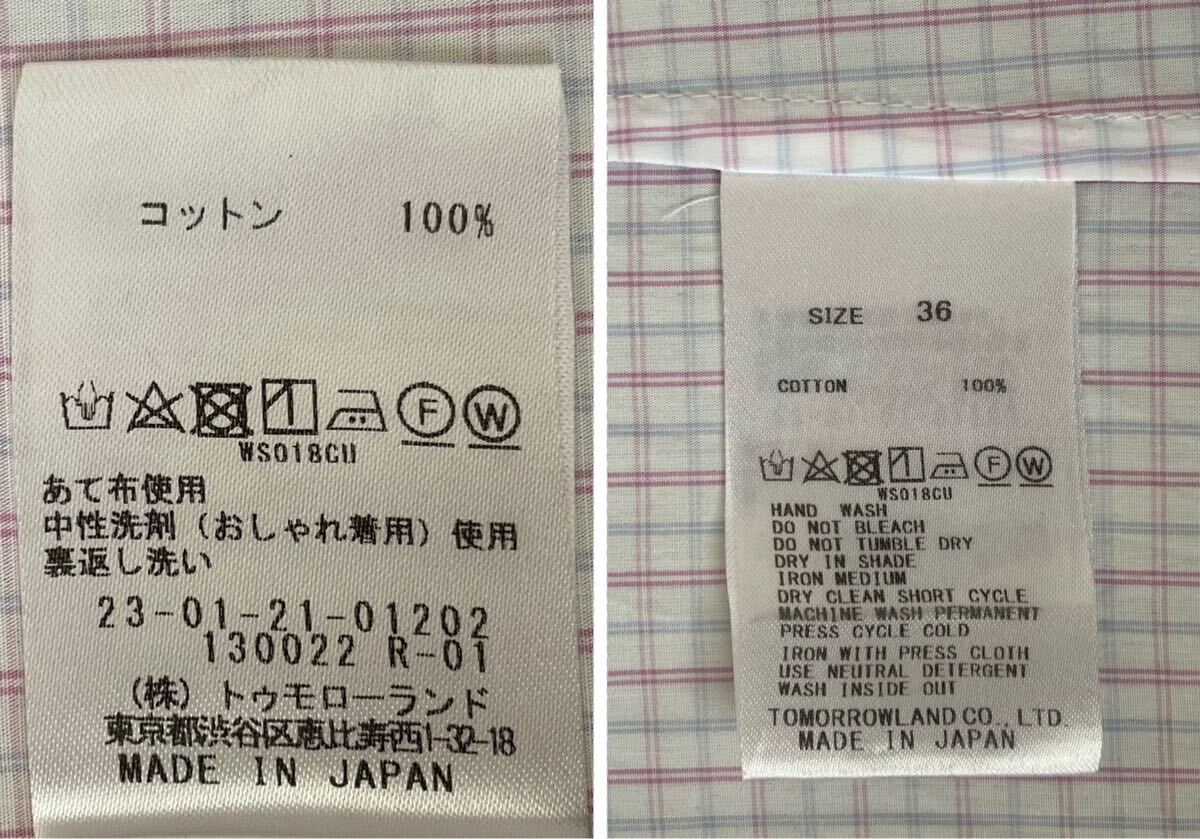 コットン 100%
F W
WS018CU
あて布使用
中性洗剤（おしゃれ着用）使用
裏返し洗い
23-01-21-01202
130022 R-01
（株）トゥモローランド
東京都渋谷区恵比寿西1-32-18
MADE IN JAPAN
SIZE 36
COTTON 100%
F W
WS018CU
HAND WASH
DO NOT BLEACH
DO NOT TUMBLE DRY
DRY IN SHADE
IRON MEDIUM
DRY CLEAN SHORT CYCLE
MACHINE WASH PERMANENT
PRESS CYCLE COLD
IRON WITH PRESS CLOTH
USE NEUTRAL DETERGENT
WASH INSIDE OUT
TOMORROWLAND CO., LTD.
MADE IN JAPAN